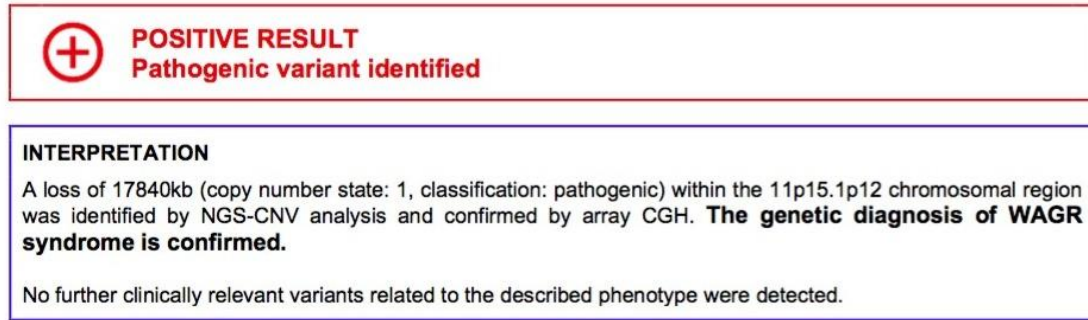 POSITIVE RESULT
Pathogenic variant identified
INTERPRETATION
A loss of 17840kb (copy number state: 1, classification: pathogenic) within the 11p15.1p12 chromosomal region
was identified by NGS-CNV analysis and confirmed by array CGH. The genetic diagnosis of WAGR
syndrome is confirmed.
No further clinically relevant variants related to the described phenotype were detected.